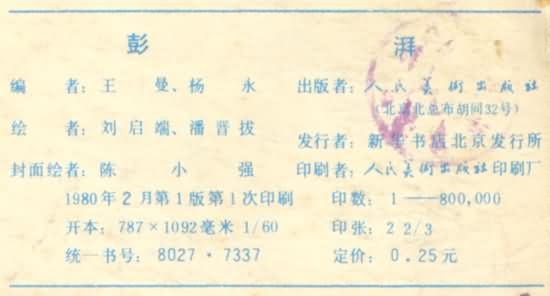 彭 湃
编 者：王 曼、杨 永 出版者：人民美術出版社
（北京北总布胡同32号）
绘 者：刘启端、潘晋拔
发行者：新华书店北京发行所
封面绘者：陈 小 强 印刷者：人民美術出版社印刷厂
1980年2月第1版第1次印刷 印数：1——800,000
开本：787×1092毫米 1/60 印张：2 2/3
统一书号：8027·7337 定价：0.25元